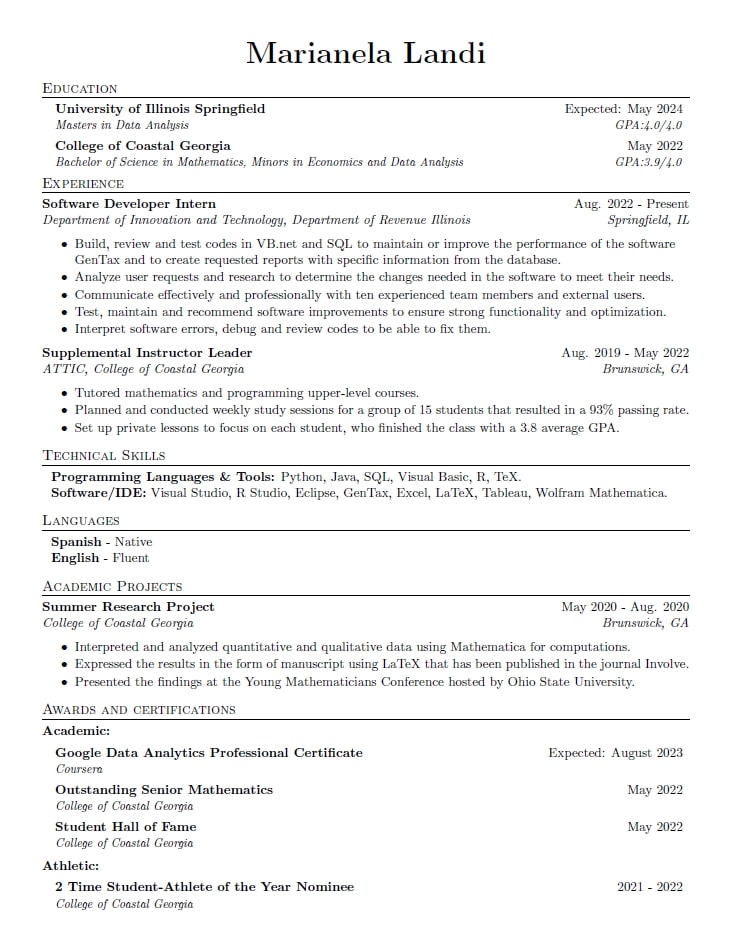 Marianela Landi
Education
University of Illinois Springfield Expected: May 2024
Masters in Data Analysis GPA:4.0/4.0
College of Coastal Georgia May 2022
Bachelor of Science in Mathematics, Minors in Economics and Data Analysis GPA:3.9/4.0
Experience
Software Developer Intern Aug. 2022 - Present
Department of Innovation and Technology, Department of Revenue Illinois Springfield, IL
• Build, review and test codes in VB.net and SQL to maintain or improve the performance of the software
GenTax and to create requested reports with specific information from the database.
• Analyze user requests and research to determine the changes needed in the software to meet their needs.
• Communicate effectively and professionally with ten experienced team members and external users.
• Test, maintain and recommend software improvements to ensure strong functionality and optimization.
• Interpret software errors, debug and review codes to be able to fix them.
Supplemental Instructor Leader Aug. 2019 - May 2022
ATTIC, College of Coastal Georgia Brunswick, GA
• Tutored mathematics and programming upper-level courses.
• Planned and conducted weekly study sessions for a group of 15 students that resulted in a 93% passing rate.
• Set up private lessons to focus on each student, who finished the class with a 3.8 average GPA.
Technical Skills
Programming Languages & Tools: Python, Java, SQL, Visual Basic, R, TeX.
Software/IDE: Visual Studio, R Studio, Eclipse, GenTax, Excel, LaTeX, Tableau, Wolfram Mathematica.
Languages
Spanish - Native
English - Fluent
Academic Projects
Summer Research Project May 2020 - Aug. 2020
College of Coastal Georgia Brunswick, GA
• Interpreted and analyzed quantitative and qualitative data using Mathematica for computations.
• Expressed the results in the form of manuscript using LaTeX that has been published in the journal Involve.
• Presented the findings at the Young Mathematicians Conference hosted by Ohio State University.
Awards and certifications
Academic:
Google Data Analytics Professional Certificate Expected: August 2023
Coursera
Outstanding Senior Mathematics May 2022
College of Coastal Georgia
Student Hall of Fame May 2022
College of Coastal Georgia
Athletic:
2 Time Student-Athlete of the Year Nominee 2021 - 2022
College of Coastal Georgia